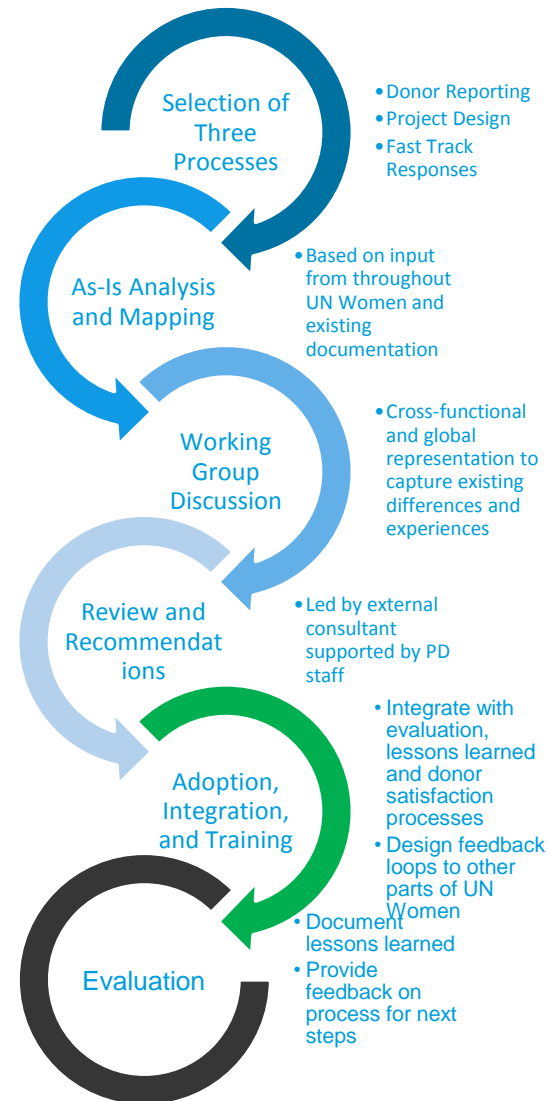 Selection of
Three
Processes
•Donor Reporting
•Project Design
•Fast Track
Responses
As-Is Analysis
and Mapping
•Based on input
from throughout
UN Women and
existing
documentation
Working
Group
Discussion
•Cross-functional
and global
representation to
capture existing
differences and
experiences
Review and
Recommendat
ions
•Led by external
consultant
supported by PD
staff
Adoption,
Integration,
and Training
• Integrate with
evaluation,
lessons learned
and donor
satisfaction
processes
• Design feedback
loops to other
parts of UN
Women
Evaluation
• Document
lessons learned
• Provide
feedback on
process for next
steps